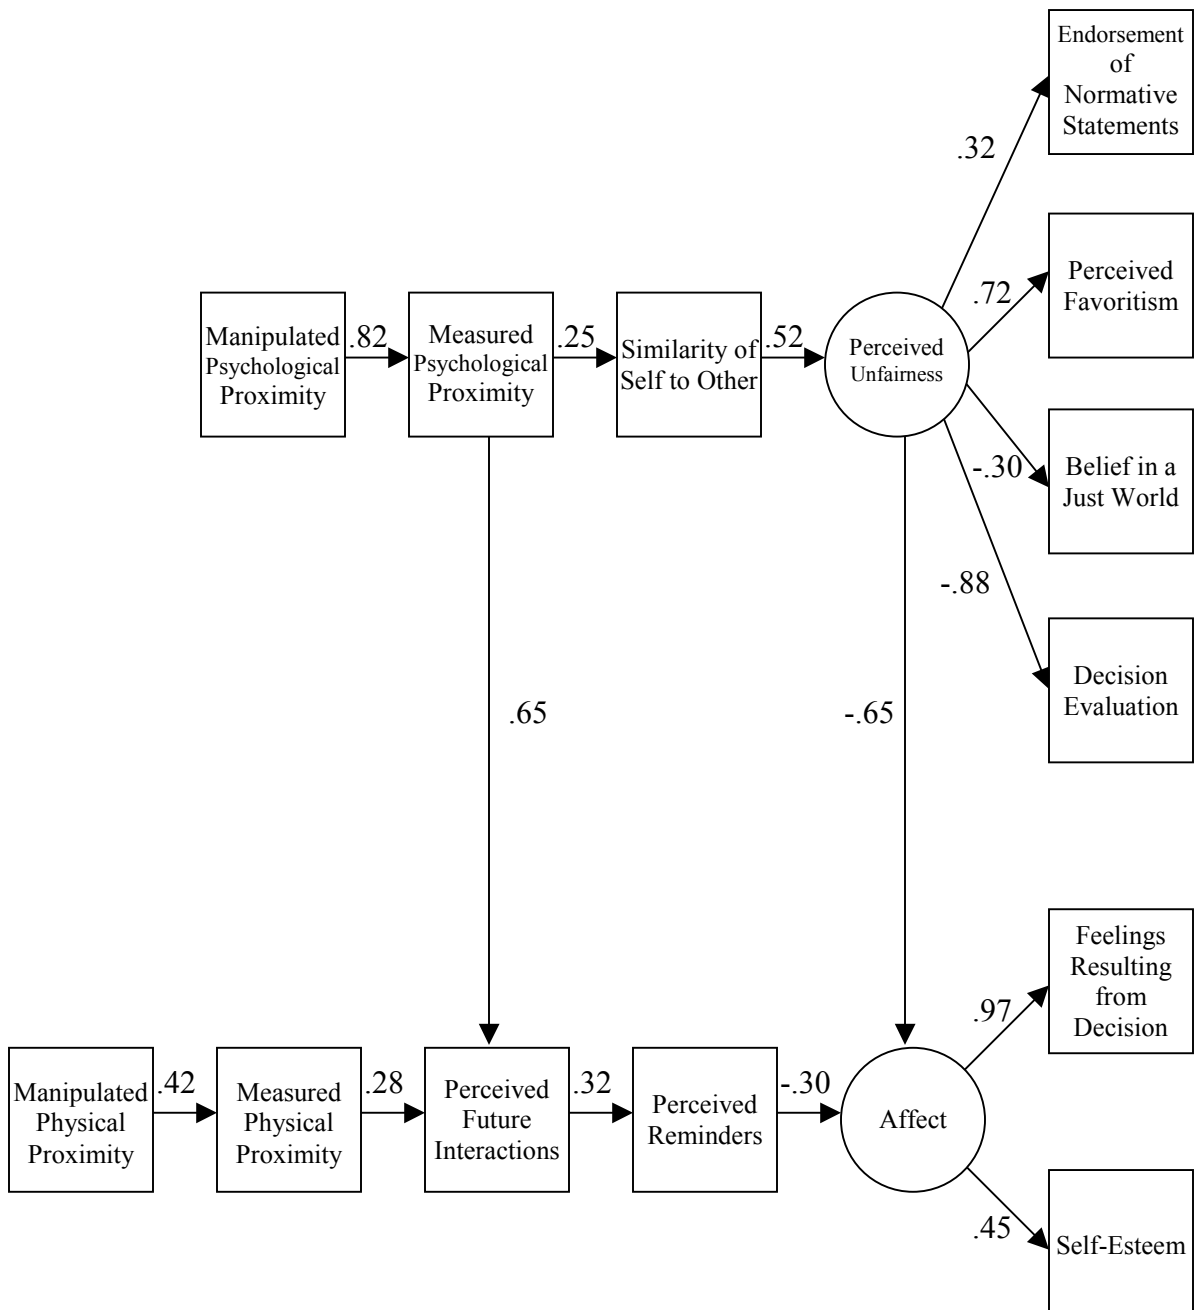 Endorsement
of
Normative
Statements
.32
Perceived
Favoritism
.72
Manipulated
Psychological
Proximity
.82
Measured
Psychological
Proximity
.25
Similarity of
Self to Other
.52
Perceived
Unfairness
-.30
Belief in a
Just World
-.88
Decision
Evaluation
.65
-.65
Feelings
Resulting
from
Decision
.97
Manipulated
Physical
Proximity
.42
Measured
Physical
Proximity
.28
Perceived
Future
Interactions
.32
Perceived
Reminders
-.30
Affect
.45
Self-Esteem